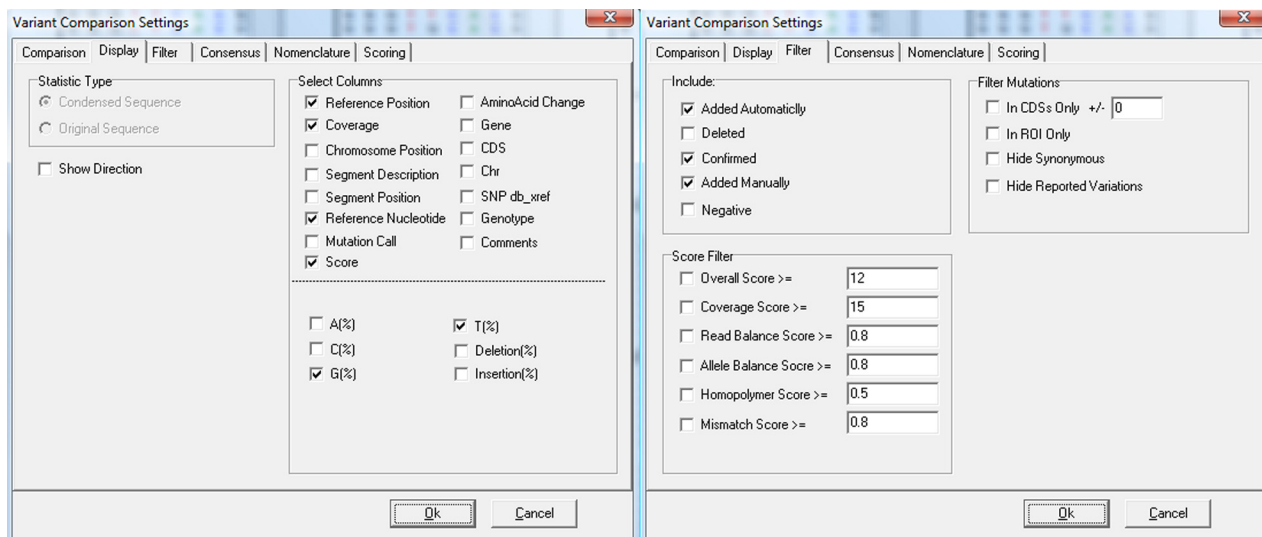 Variant Comparison Settings
Comparison Display Filter Consensus Nomenclature Scoring
Statistic Type
Condensed Sequence
Original Sequence
Show Direction
Select Columns
Reference Position
Coverage
Chromosome Position
Segment Description
Segment Position
Reference Nucleotide
Mutation Call
Score
AminoAcid Change
Gene
CDS
Chr
SNP db_xref
Genotype
Comments
A(%)
C(%)
G(%)
T(%)
Deletion(%)
Insertion(%)
Ok Cancel
Variant Comparison Settings
Comparison Display Filter Consensus Nomenclature Scoring
Include:
Added Automaticlly
Deleted
Confirmed
Added Manually
Negative
Filter Mutations
In CDSs Only +/- 0
In ROI Only
Hide Synonymous
Hide Reported Variations
Score Filter
Overall Score >= 12
Coverage Score >= 15
Read Balance Score >= 0.8
Allele Balance Socre >= 0.8
Homopolymer Score >= 0.5
Mismatch Score >= 0.8
Ok Cancel